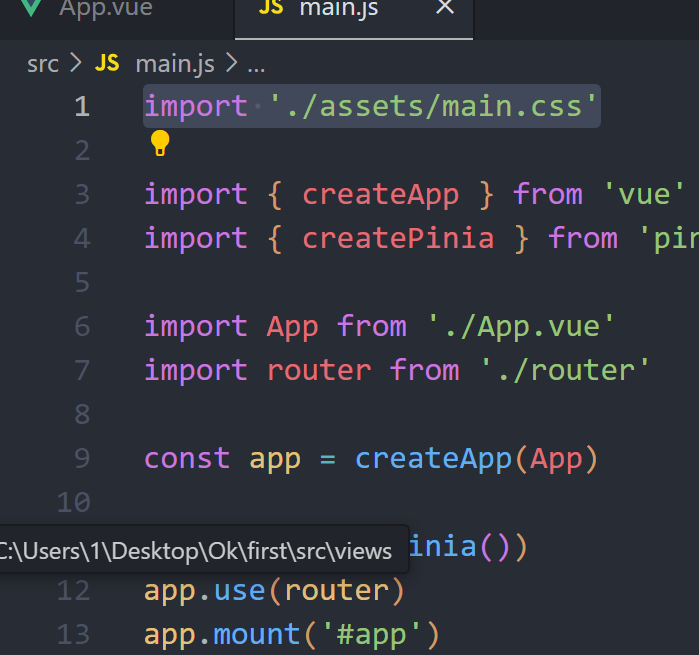 App.vue
JS main.js ×
src > JS main.js > ...
1 import './assets/main.css'
2
3 import { createApp } from 'vue'
4 import { createPinia } from 'pin
5
6 import App from './App.vue'
7 import router from './router'
8
9 const app = createApp(App)
10
C:\Users\1\Desktop\Ok\first\src\views inia())
12 app.use(router)
13 app.mount('#app')